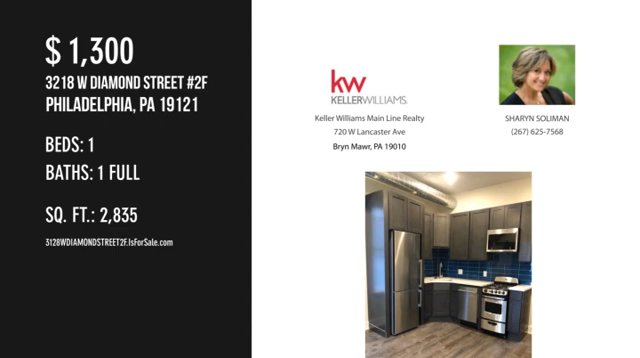 $ 1,300
3218 W DIAMOND STREET #2F
PHILADELPHIA, PA 19121
BEDS: 1
BATHS: 1 FULL
SQ. FT.: 2,835
3128WDIAMONDSTREET2F.IsForSale.com
kw
KELLERWILLIAMS.
Keller Williams Main Line Realty
720 W Lancaster Ave
Bryn Mawr, PA 19010
SHARYN SOLIMAN
(267) 625-7568